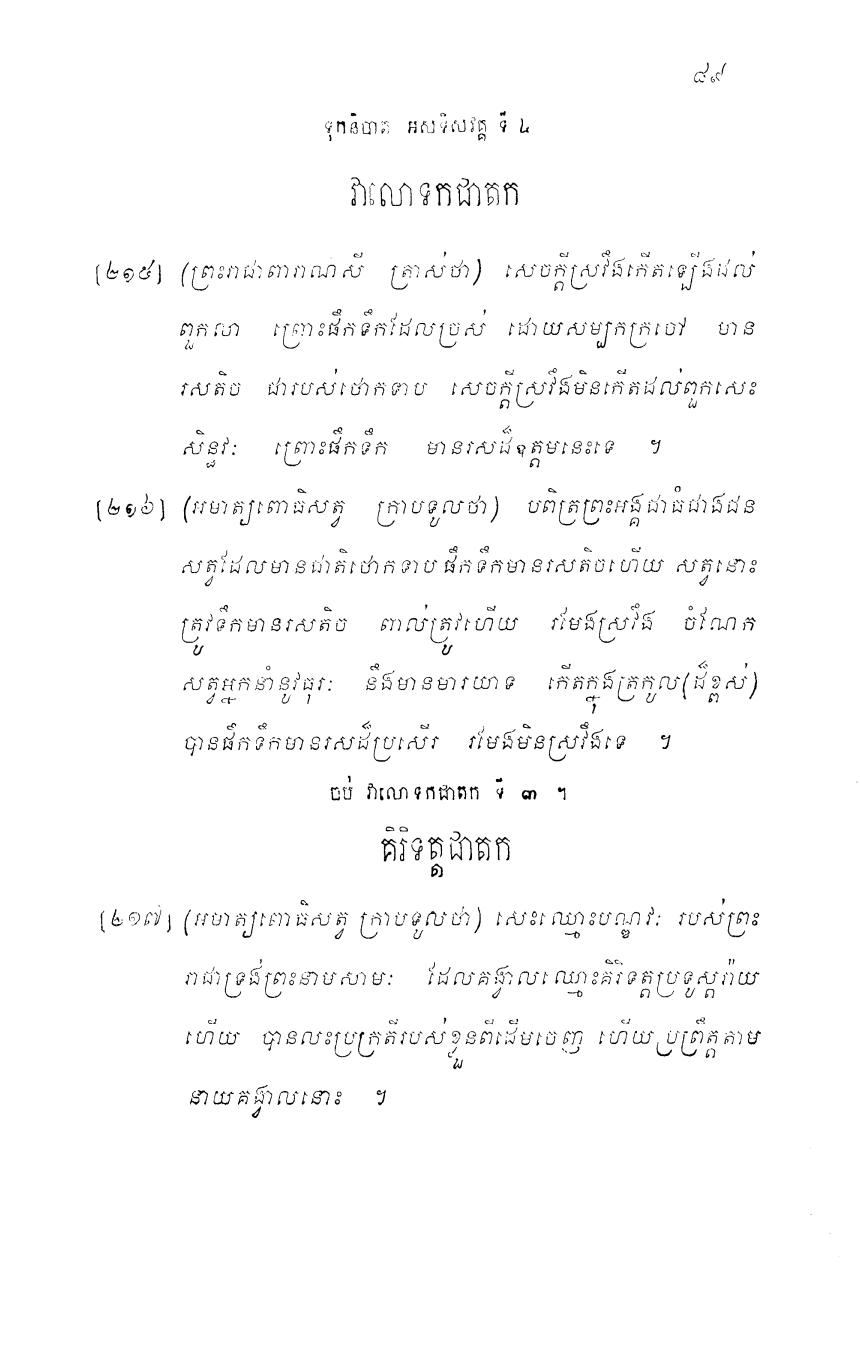 ៨៩
ទុកនិបាត អសទិសវគ្គ ទី ៤
វាលោទកជាតក
[២១៥] (ព្រះរាជាពារាណសី ត្រាស់ថា) សេចក្តីស្រវឹងកើតឡើងដល់
ពួកលា ព្រោះផឹកទឹកដែលច្រស់ ដោយសម្បកក្រចៅ មាន
រសតិច ជារបស់ថោកទាប សេចក្តីស្រវឹងមិនកើតដល់ពួកសេះ
សិន្ធវៈ ព្រោះផឹកទឹក មានរសដ៏ឧត្តមនេះទេ ។
[២១៦] (អមាត្យពោធិសត្វ ក្រាបទូលថា) បពិត្រព្រះអង្គជាធំជាងជន
សត្វដែលមានជាតិថោកទាប ផឹកទឹកមានរសតិចហើយ សត្វនោះ
ត្រូវទឹកមានរសតិច ពាល់ត្រូវហើយ រមែងស្រវឹង ចំណែក
សត្វអ្នកនាំនូវធុរៈ នឹងមានមារយាទ កើតក្នុងត្រកូល(ដ៏ខ្ពស់)
បានផឹកទឹកមានរសដ៏ប្រសើរ រមែងមិនស្រវឹងទេ ។
ចប់ វាលោទកជាតក ទី ៣ ។
គិរិទត្តជាតក
[២១៧] (អមាត្យពោធិសត្វ ក្រាបទូលថា) សេះឈ្មោះបណ្ឌវៈ របស់ព្រះ
រាជាទ្រង់ព្រះនាមសាមៈ ដែលគង្វាលឈ្មោះគិរិទត្តប្រទូស្តរ៉ាយ
ហើយ បានលះប្រក្រតីរបស់ខ្លួនពីដើមចេញ ហើយប្រព្រឹត្តតាម
នាយគង្វាលនោះ ។